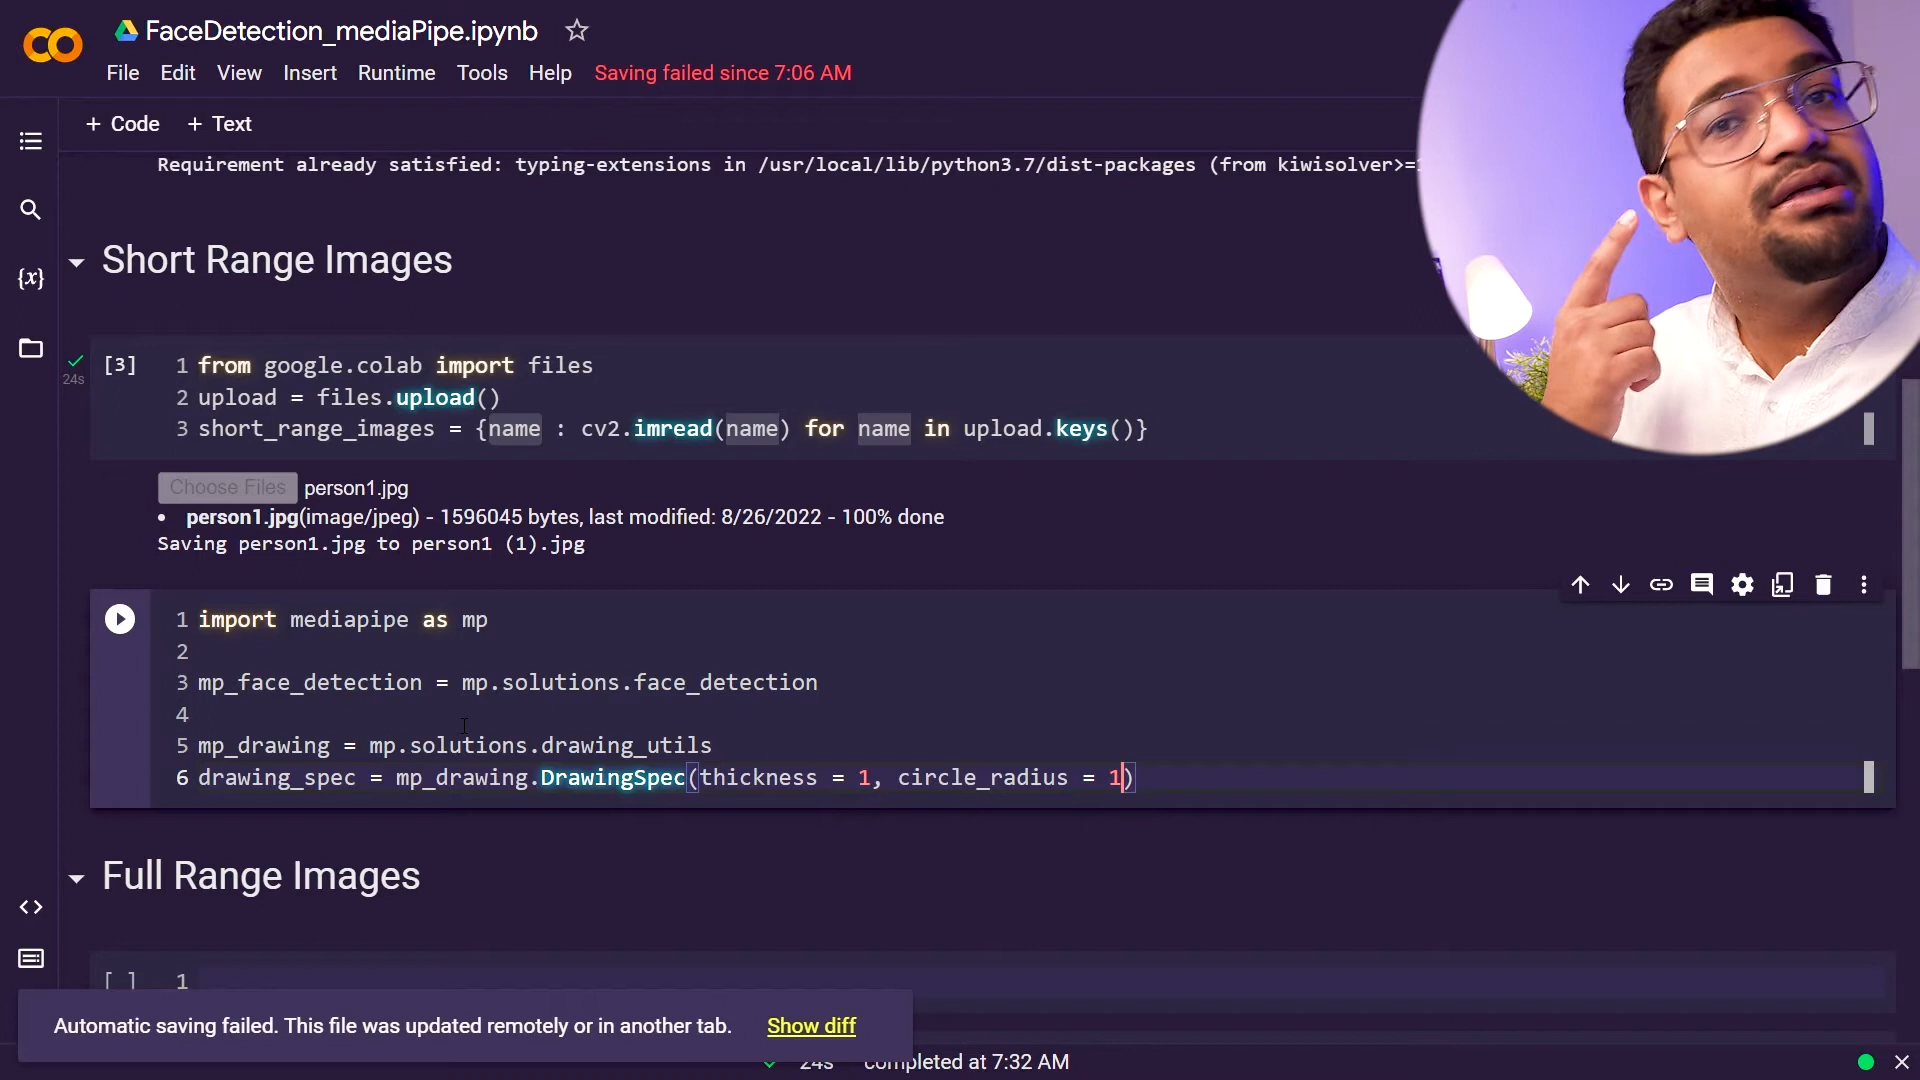 FaceDetection_mediaPipe.ipynb
File Edit View Insert Runtime Tools Help Saving failed since 7:06 AM
+ Code + Text
Requirement already satisfied: typing-extensions in /usr/local/lib/python3.7/dist-packages (from kiwisolver>=
Short Range Images
[3] 1 from google.colab import files
24s
2 upload = files.upload()
3 short_range_images = {name : cv2.imread(name) for name in upload.keys()}
Choose Files person1.jpg
• person1.jpg(image/jpeg) - 1596045 bytes, last modified: 8/26/2022 - 100% done
Saving person1.jpg to person1 (1).jpg
1 import mediapipe as mp
2
3 mp_face_detection = mp.solutions.face_detection
4
5 mp_drawing = mp.solutions.drawing_utils
6 drawing_spec = mp_drawing.DrawingSpec(thickness = 1, circle_radius = 1)
Full Range Images
[ ] 1
Automatic saving failed. This file was updated remotely or in another tab. Show diff
24s completed at 7:32 AM